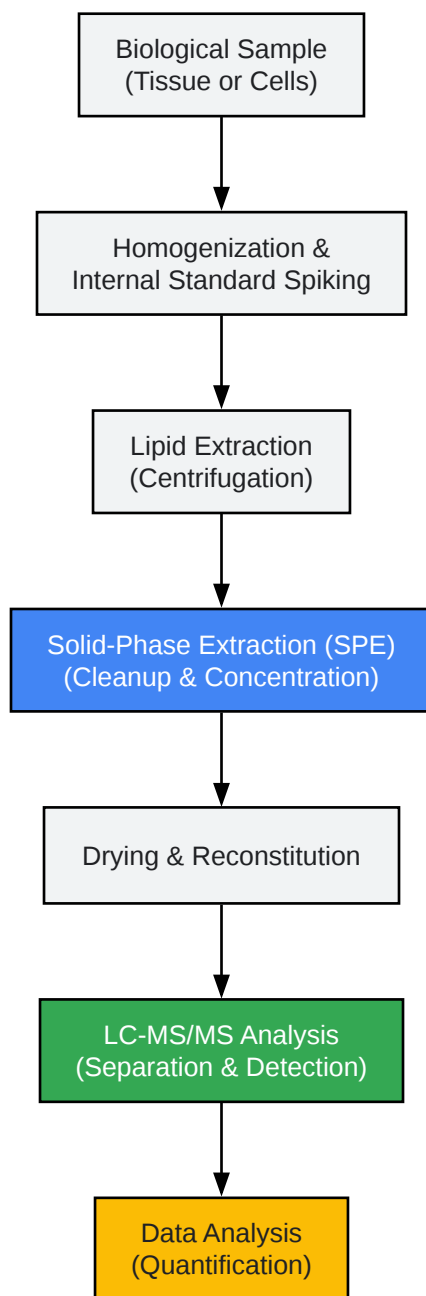 Biological Sample
(Tissue or Cells)
Homogenization &
Internal Standard Spiking
Lipid Extraction
(Centrifugation)
Solid-Phase Extraction (SPE)
(Cleanup & Concentration)
Drying & Reconstitution
LC-MS/MS Analysis
(Separation & Detection)
Data Analysis
(Quantification)